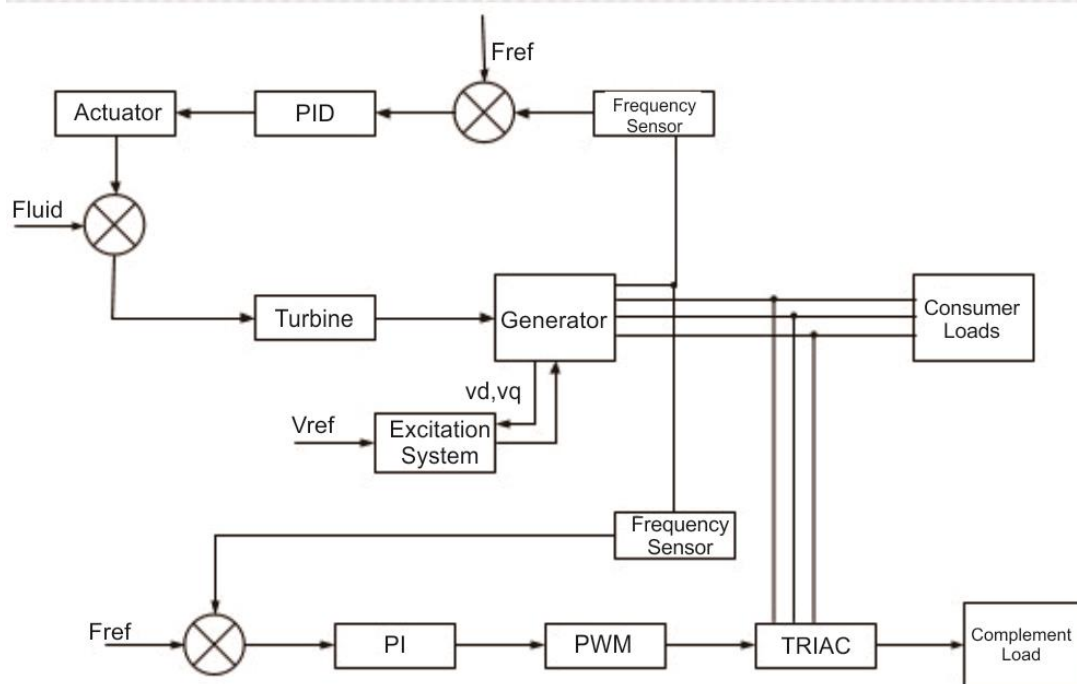 Fref
Actuator
PID
Frequency
Sensor
Fluid
Turbine
Generator
Consumer
Loads
vd,vq
Vref
Excitation
System
Frequency
Sensor
Fref
PI
PWM
TRIAC
Complement
Load